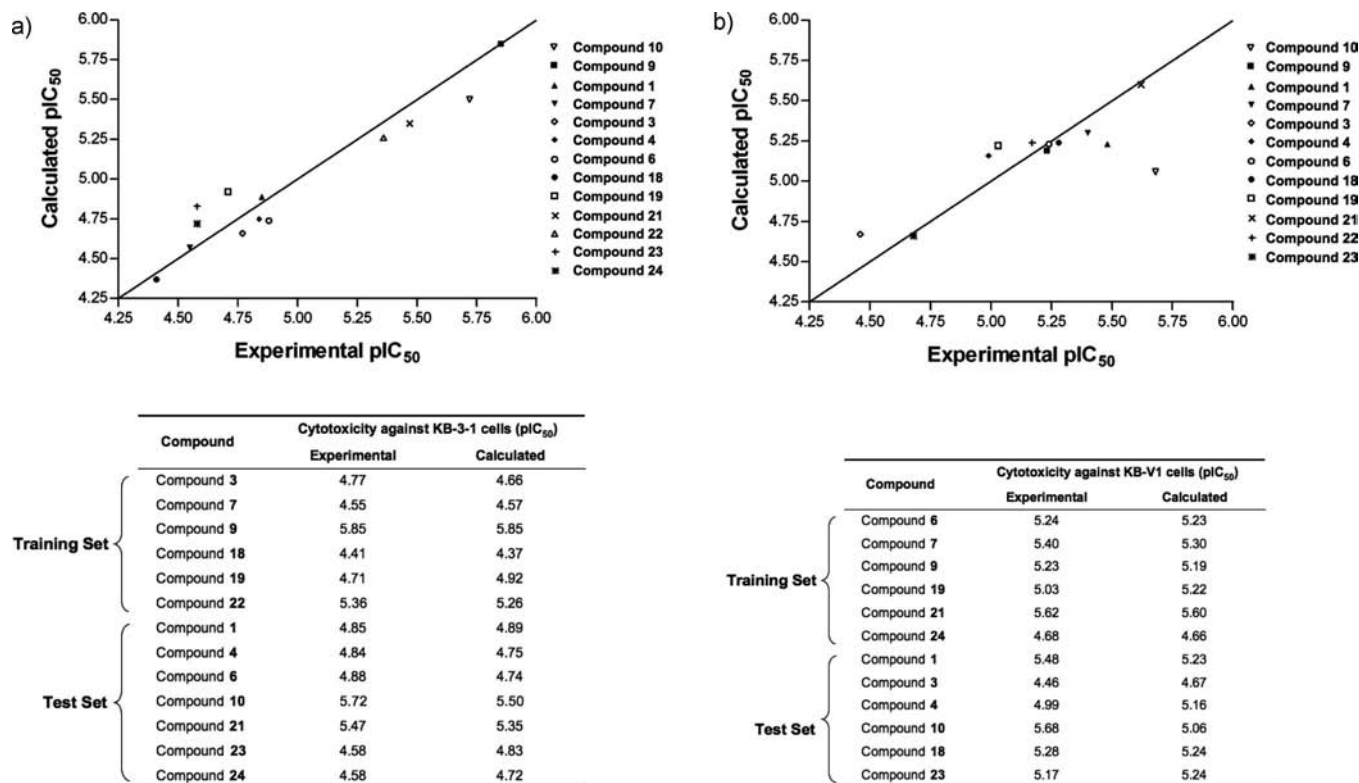 a)
Calculated pIC50
6.00
5.75
5.50
5.25
5.00
4.75
4.50
4.25
4.25 4.50 4.75 5.00 5.25 5.50 5.75 6.00
Experimental pIC50
Compound 10
Compound 9
Compound 1
Compound 7
Compound 3
Compound 4
Compound 6
Compound 18
Compound 19
Compound 21
Compound 22
Compound 23
Compound 24
b)
Calculated pIC50
6.00
5.75
5.50
5.25
5.00
4.75
4.50
4.25
4.25 4.50 4.75 5.00 5.25 5.50 5.75 6.00
Experimental pIC50
Compound 10
Compound 9
Compound 1
Compound 7
Compound 3
Compound 4
Compound 6
Compound 18
Compound 19
Compound 21
Compound 22
Compound 23
Compound Cytotoxicity against KB-3-1 cells (pIC50)
Experimental Calculated
Training Set
Compound 3 4.77 4.66
Compound 7 4.55 4.57
Compound 9 5.85 5.85
Compound 18 4.41 4.37
Compound 19 4.71 4.92
Compound 22 5.36 5.26
Test Set
Compound 1 4.85 4.89
Compound 4 4.84 4.75
Compound 6 4.88 4.74
Compound 10 5.72 5.50
Compound 21 5.47 5.35
Compound 23 4.58 4.83
Compound 24 4.58 4.72
Compound Cytotoxicity against KB-V1 cells (pIC50)
Experimental Calculated
Training Set
Compound 6 5.24 5.23
Compound 7 5.40 5.30
Compound 9 5.23 5.19
Compound 19 5.03 5.22
Compound 21 5.62 5.60
Compound 24 4.68 4.66
Test Set
Compound 1 5.48 5.23
Compound 3 4.46 4.67
Compound 4 4.99 5.16
Compound 10 5.68 5.06
Compound 18 5.28 5.24
Compound 23 5.17 5.24